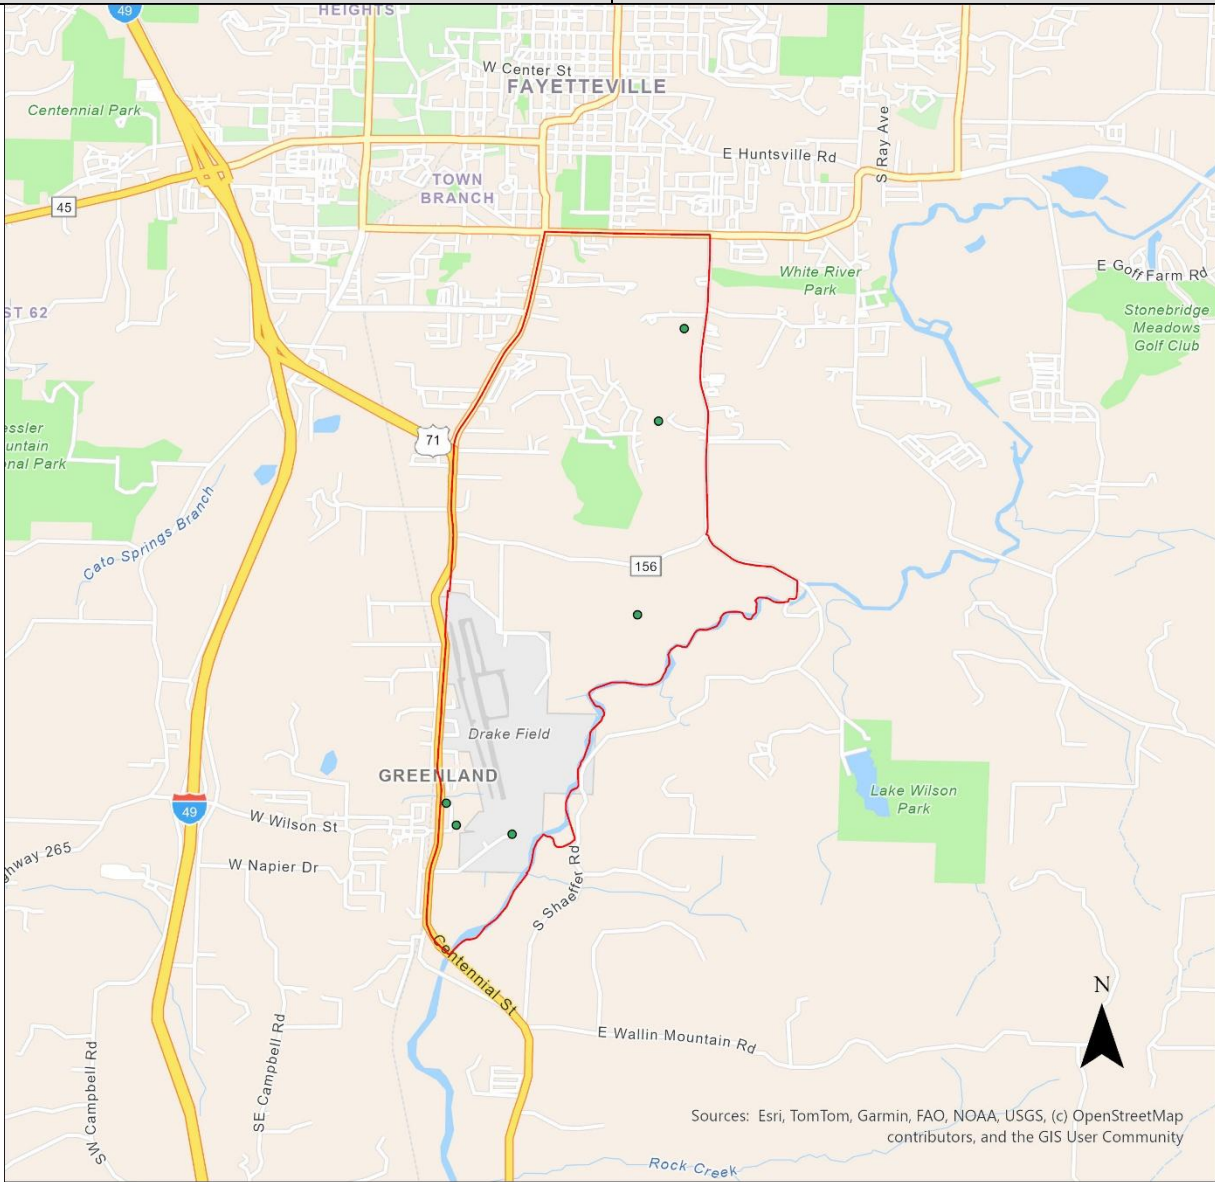 49
HEIGHTS
W Center St
FAYETTEVILLE
Centennial Park
S Ray Ave
E Huntsville Rd
TOWN
BRANCH
45
E Goff Farm Rd
White River
Park
ST 62
Stonebridge
Meadows
Golf Club
essler
untain
onal Park
71
Cato Springs Branch
156
Drake Field
GREENLAND
Lake Wilson
Park
49
W Wilson St
ghway 265
W Napier Dr
S Shaeffer Rd
Centennial St
N
E Wallin Mountain Rd
SW Campbell Rd
SE Campbell Rd
Sources: Esri, TomTom, Garmin, FAO, NOAA, USGS, (c) OpenStreetMap
contributors, and the GIS User Community
Rock Creek